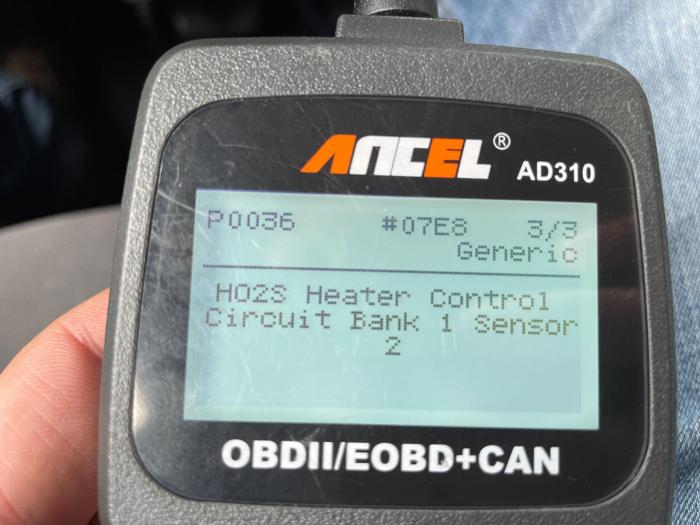 ANCEL®
AD310
P0036 #07E8 3/3
Generic
HO2S Heater Control
Circuit Bank 1 Sensor
2
OBDII/EOBD+CAN